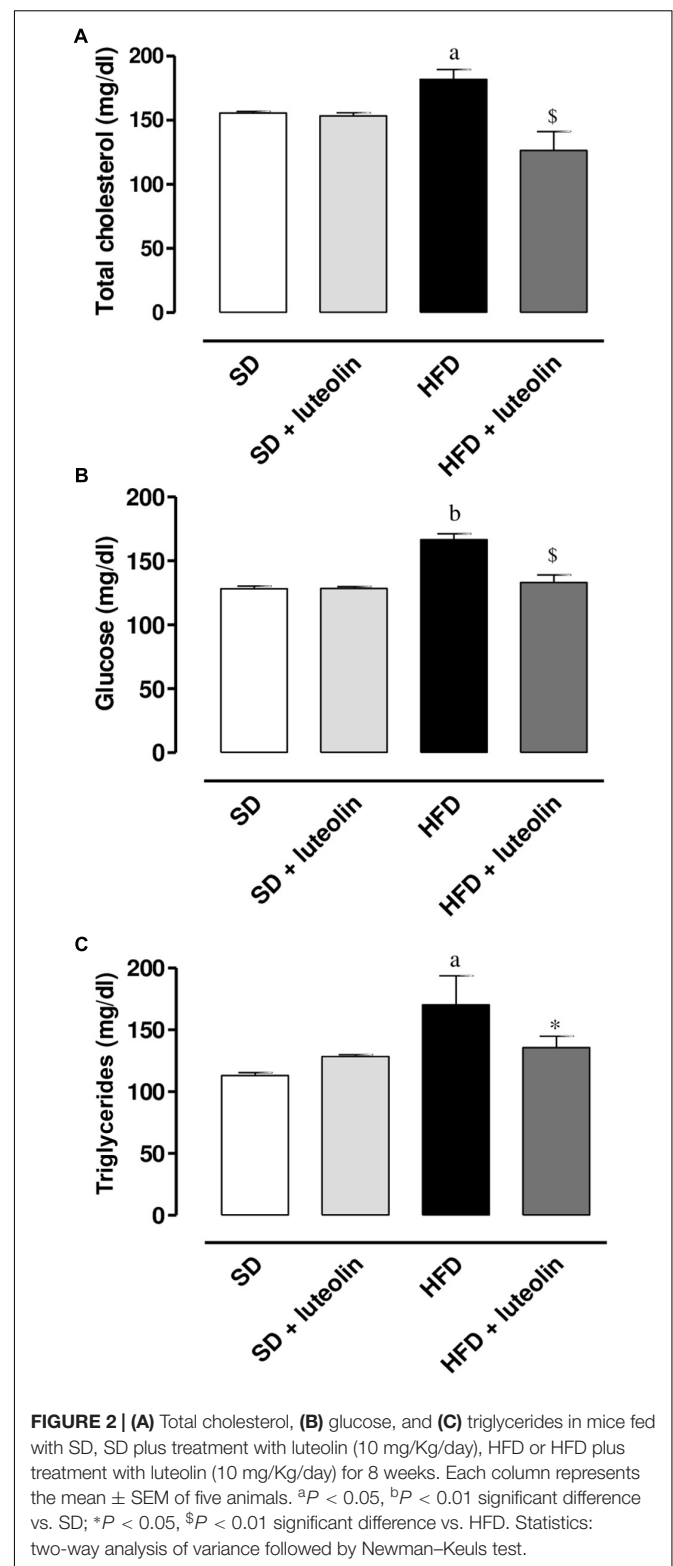 A
Total cholesterol (mg/dl)
200
150
100
50
0
a
$
SD
SD + luteolin
HFD
HFD + luteolin
B
Glucose (mg/dl)
200
150
100
50
0
b
$
SD
SD + luteolin
HFD
HFD + luteolin
C
Triglycerides (mg/dl)
200
150
100
50
0
a
*
SD
SD + luteolin
HFD
HFD + luteolin
FIGURE 2 | (A) Total cholesterol, (B) glucose, and (C) triglycerides in mice fed
with SD, SD plus treatment with luteolin (10 mg/Kg/day), HFD or HFD plus
treatment with luteolin (10 mg/Kg/day) for 8 weeks. Each column represents
the mean ± SEM of five animals. ᵃP < 0.05, ᵇP < 0.01 significant difference
vs. SD; *P < 0.05, $P < 0.01 significant difference vs. HFD. Statistics:
two-way analysis of variance followed by Newman–Keuls test.